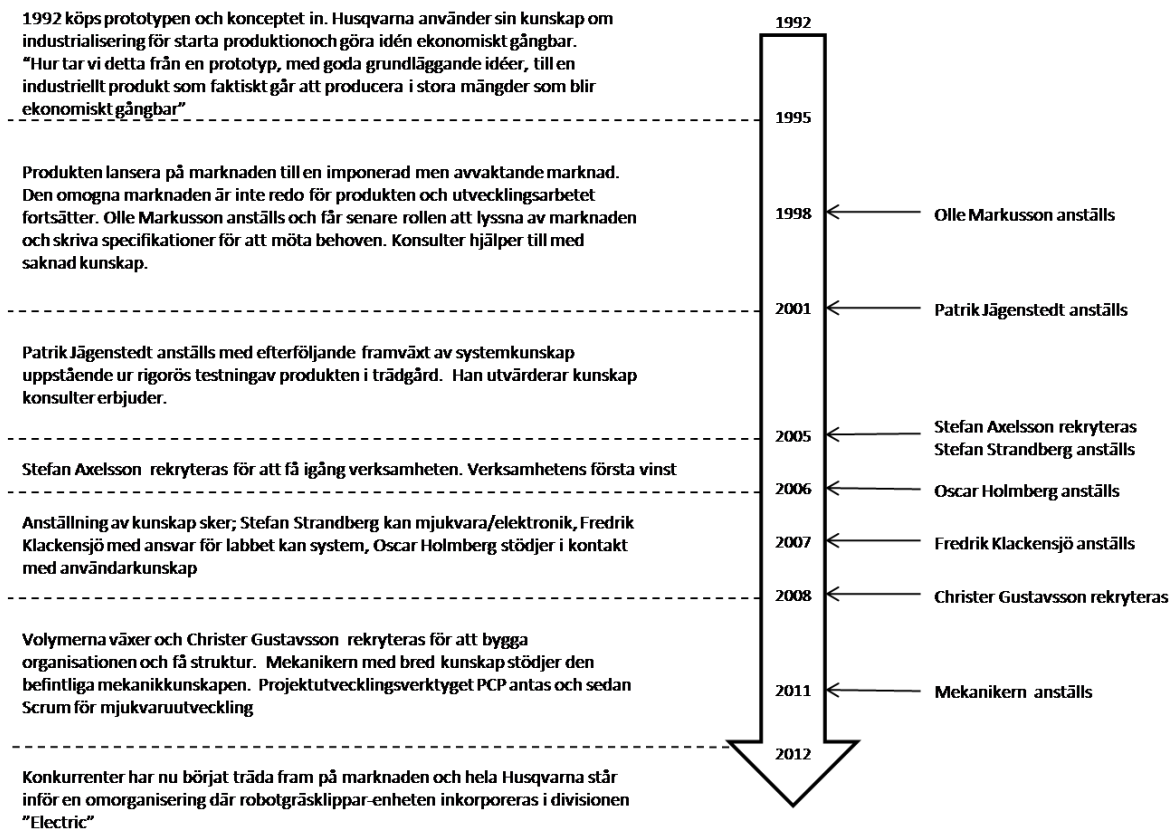 1992 köps prototypen och konceptet in. Husqvarna använder sin kunskap om
industrialisering för starta produktionoch göra idén ekonomiskt gångbar.
“Hur tar vi detta från en prototyp, med goda grundläggande idéer, till en
industriellt produkt som faktiskt går att producera i stora mängder som blir
ekonomiskt gångbar”
Produkten lansera på marknaden till en imponerad men avvaktande marknad.
Den omogna marknaden är inte redo för produkten och utvecklingsarbetet
fortsätter. Olle Markusson anställs och får senare rollen att lyssna av marknaden
och skriva specifikationer för att möta behoven. Konsulter hjälper till med
saknad kunskap.
Patrik Jägenstedt anställs med efterföljande framväxt av systemkunskap
uppstående ur rigorös testningav produkten i trädgård. Han utvärderar kunskap
konsulter erbjuder.
Stefan Axelsson rekryteras för att få igång verksamheten. Verksamhetens första vinst
Anställning av kunskap sker; Stefan Strandberg kan mjukvara/elektronik, Fredrik
Klackensjö med ansvar för labbet kan system, Oscar Holmberg stödjer i kontakt
med användarkunskap
Volymerna växer och Christer Gustavsson rekryteras för att bygga
organisationen och få struktur. Mekanikern med bred kunskap stödjer den
befintliga mekanikkunskapen. Projektutvecklingsverktyget PCP antas och sedan
Scrum för mjukvaruutveckling
Konkurrenter har nu börjat träda fram på marknaden och hela Husqvarna står
inför en omorganisering där robotgräsklippar-enheten inkorporeras i divisionen
”Electric”
1992
1995
1998
2001
2005
2006
2007
2008
2011
2012
Olle Markusson anställs
Patrik Jägenstedt anställs
Stefan Axelsson rekryteras
Stefan Strandberg anställs
Oscar Holmberg anställs
Fredrik Klackensjö anställs
Christer Gustavsson rekryteras
Mekanikern anställs